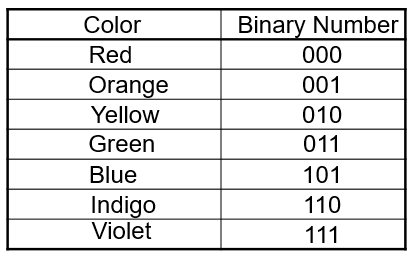 Color Binary Number
Red 000
Orange 001
Yellow 010
Green 011
Blue 101
Indigo 110
Violet 111